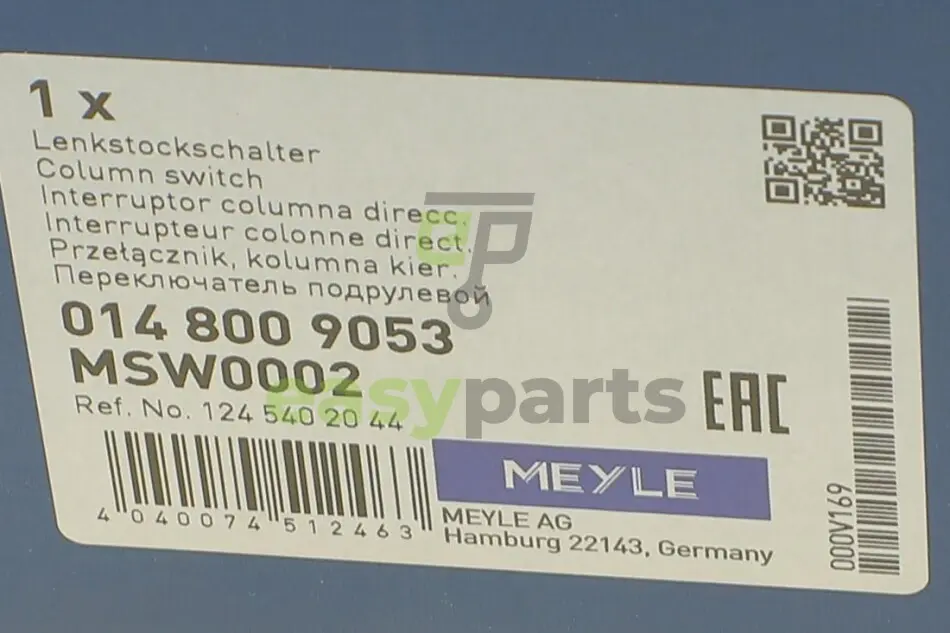 1 x
Lenkstockschalter
Column switch
Interruptor columna direcc.
Interrupteur colonne direct.
Przełącznik, kolumna kier.
Переключатель подрулевой
014 800 9053
MSW0002
easyparts
Ref. No. 124 540 20 44
EAC
MEYLE
4 040074 512463
MEYLE AG
Hamburg 22143, Germany
000V169